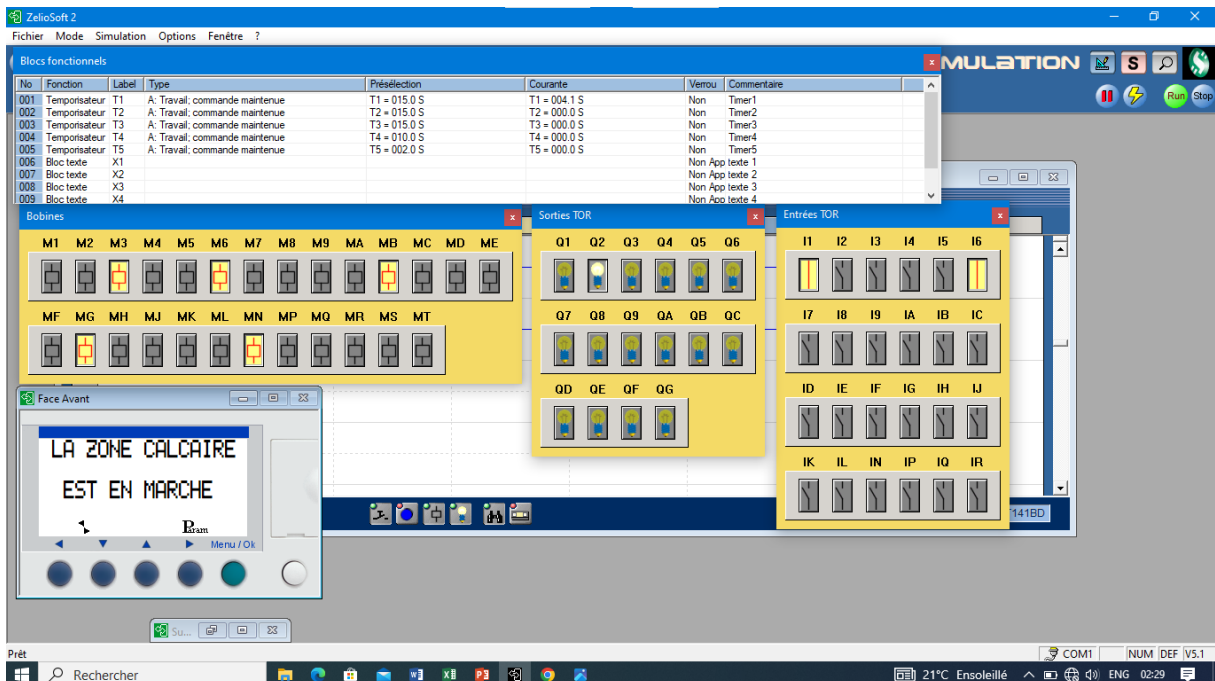 ZelioSoft 2
Fichier Mode Simulation Options Fenêtre ?
Blocs fonctionnels
SIMULATION
S
Run Stop
No Fonction Label Type Présélection Courante Verrou Commentaire
001 Temporisateur T1 A: Travail; commande maintenue T1 = 015.0 S T1 = 004.1 S Non Timer1
002 Temporisateur T2 A: Travail; commande maintenue T2 = 015.0 S T2 = 000.0 S Non Timer2
003 Temporisateur T3 A: Travail; commande maintenue T3 = 015.0 S T3 = 000.0 S Non Timer3
004 Temporisateur T4 A: Travail; commande maintenue T4 = 010.0 S T4 = 000.0 S Non Timer4
005 Temporisateur T5 A: Travail; commande maintenue T5 = 002.0 S T5 = 000.0 S Non Timer5
006 Bloc texte X1 Non App texte 1
007 Bloc texte X2 Non App texte 2
008 Bloc texte X3 Non App texte 3
009 Bloc texte X4 Non App texte 4
Bobines
M1 M2 M3 M4 M5 M6 M7 M8 M9 MA MB MC MD ME
MF MG MH MJ MK ML MN MP MQ MR MS MT
Sorties TOR
Q1 Q2 Q3 Q4 Q5 Q6
Q7 Q8 Q9 QA QB QC
QD QE QF QG
Entrées TOR
I1 I2 I3 I4 I5 I6
I7 I8 I9 IA IB IC
ID IE IF IG IH IJ
IK IL IN IP IQ IR
Face Avant
LA ZONE CALCAIRE
EST EN MARCHE
Param
Menu / Ok
141BD
Su...
Prêt
COM1 NUM DEF V5.1
Rechercher
21°C Ensoleillé ENG 02:29